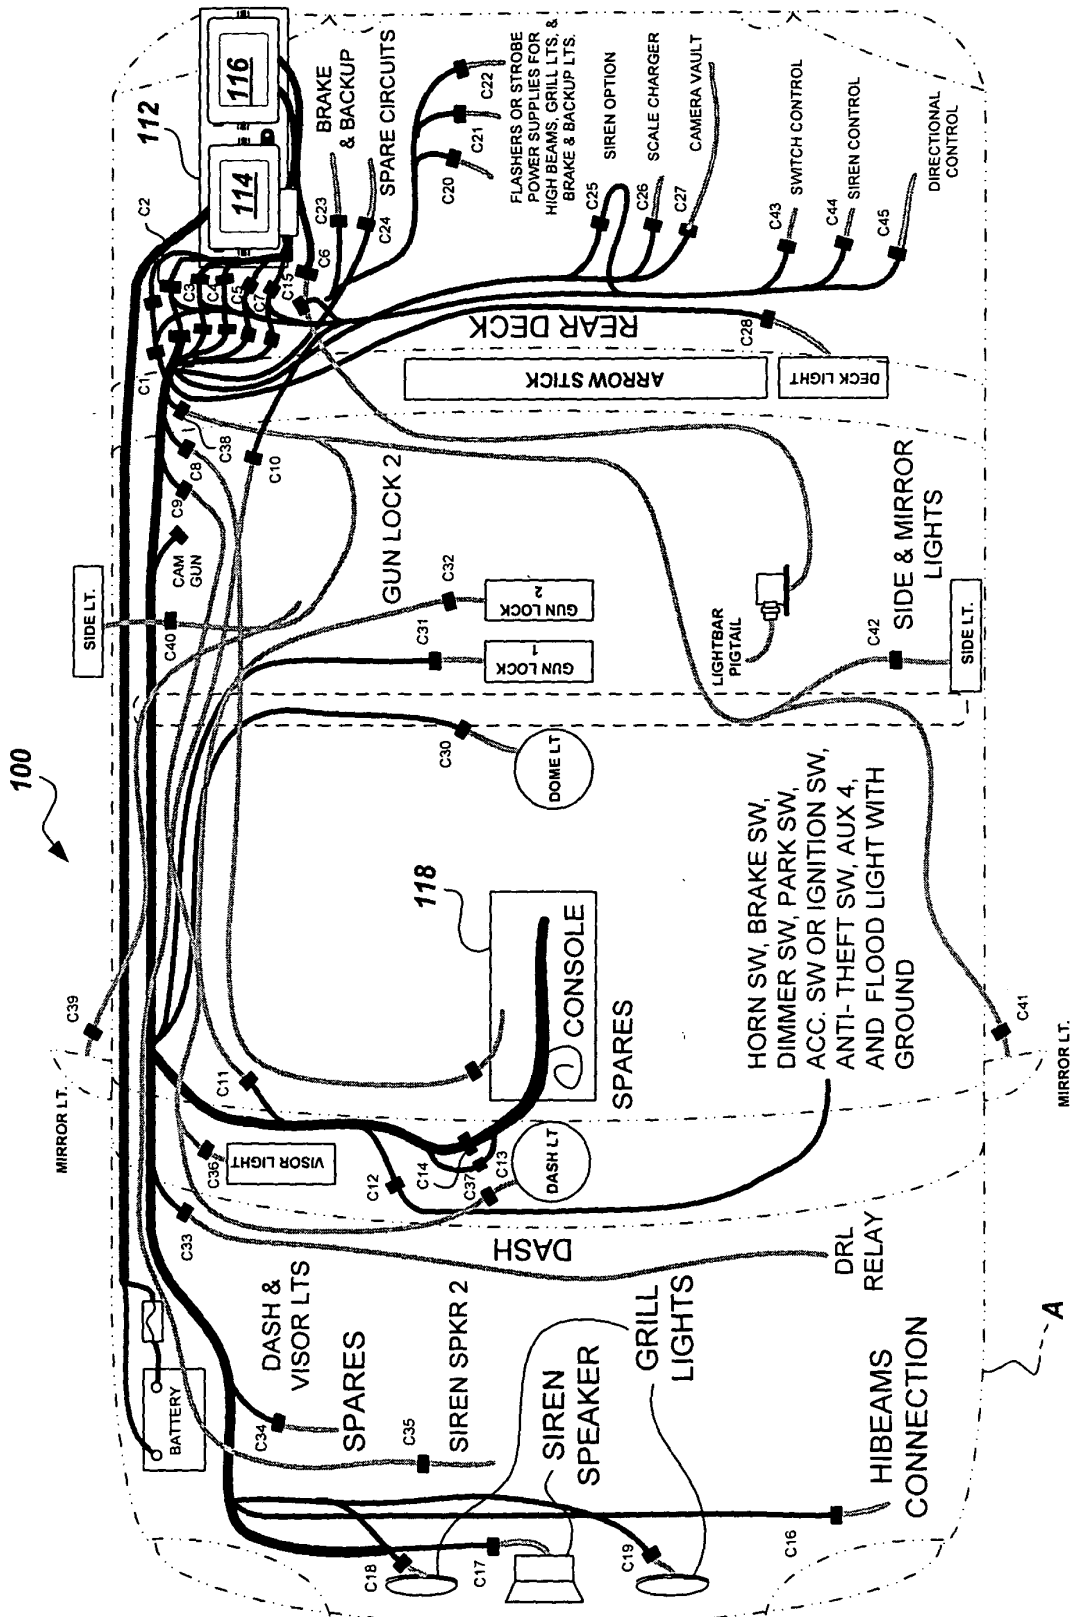 100
112
116
114
C2
BRAKE
& BACKUP
SPARE CIRCUITS
C22
C21
C20
C23
C24
C6
C15
C7
C5
C4
C3
C1
FLASHERS OR STROBE
POWER SUPPLIES FOR
HIGH BEAMS, GRILL LTS, &
BRAKE & BACKUP LTS.
SIREN OPTION
C25
SCALE CHARGER
C26
CAMERA VAULT
C27
SWITCH CONTROL
C43
SIREN CONTROL
C44
DIRECTIONAL
CONTROL
C45
REAR DECK
C28
ARROW STICK
DECK LIGHT
C38
C8
C9
C10
CAM
GUN
SIDE LT.
C40
GUN LOCK 2
C32
GUN LOCK
2
C31
GUN LOCK
1
LIGHTBAR
PIGTAIL
SIDE & MIRROR
LIGHTS
C42
SIDE LT.
C30
DOME LT
118
CONSOLE
SPARES
HORN SW, BRAKE SW,
DIMMER SW, PARK SW,
ACC. SW OR IGNITION SW,
ANTI- THEFT SW, AUX 4,
AND FLOOD LIGHT WITH
GROUND
C39
MIRROR LT.
C41
MIRROR LT.
C11
C36
VISOR LIGHT
C12
C14
C37
C13
DASH LT
C33
DASH
DRL
RELAY
BATTERY
DASH &
VISOR LTS
SPARES
C34
SIREN SPKR 2
C35
SIREN
SPEAKER
GRILL
LIGHTS
HIBEAMS
CONNECTION
C18
C17
C19
C16
A